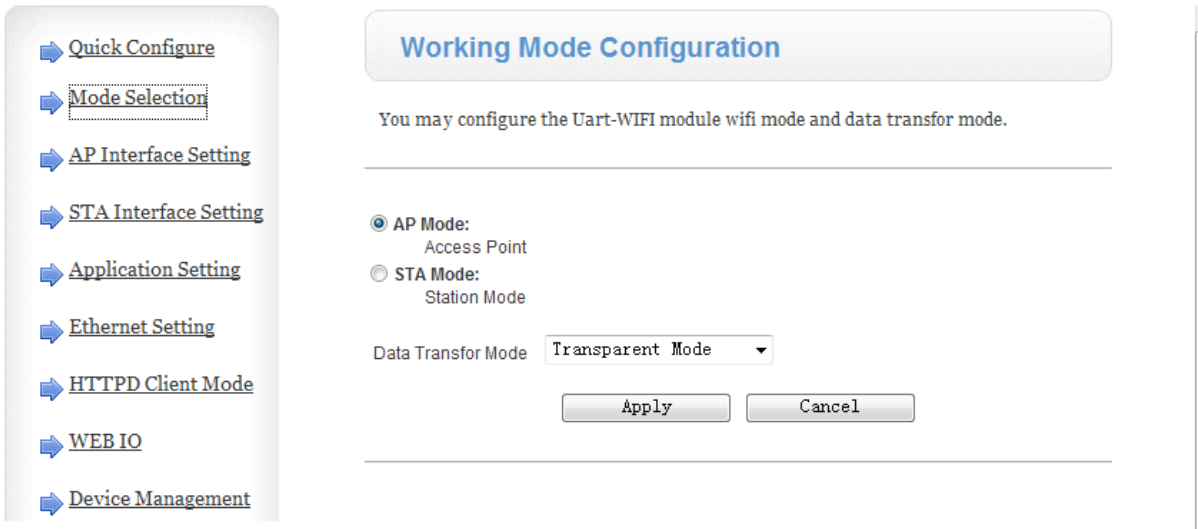 Quick Configure
Mode Selection
AP Interface Setting
STA Interface Setting
Application Setting
Ethernet Setting
HTTPD Client Mode
WEB IO
Device Management
Working Mode Configuration
You may configure the Uart-WIFI module wifi mode and data transfor mode.
AP Mode:
Access Point
STA Mode:
Station Mode
Data Transfor Mode Transparent Mode
Apply Cancel